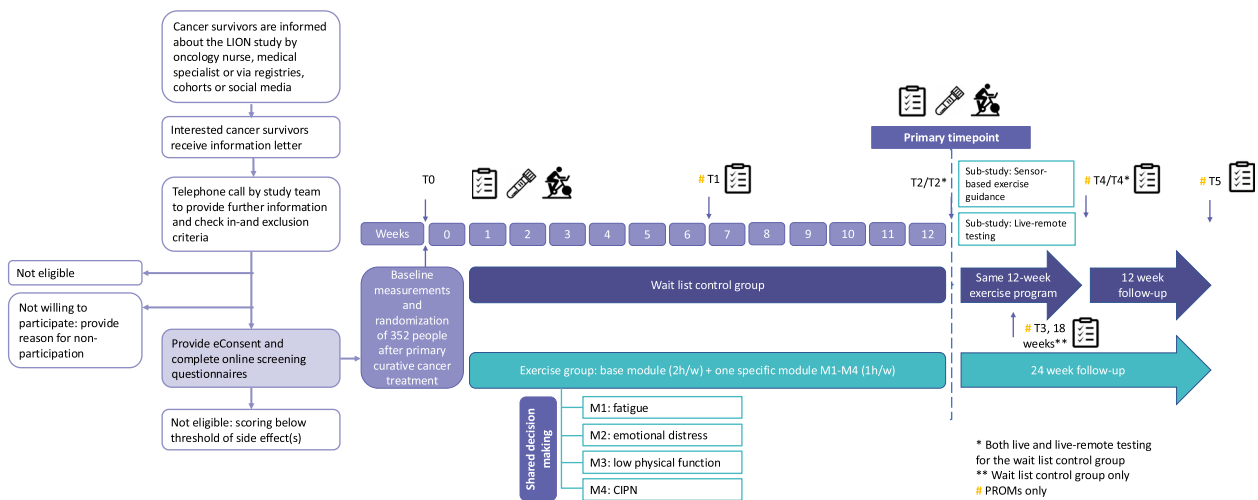 Cancer survivors are informed
about the LION study by
oncology nurse, medical
specialist or via registries,
cohorts or social media
Interested cancer survivors
receive information letter
Telephone call by study team
to provide further information
and check in-and exclusion
criteria
Not eligible
Not willing to
participate: provide
reason for non-
participation
Provide eConsent and
complete online screening
questionnaires
Not eligible: scoring below
threshold of side effect(s)
T0
# T1
Primary timepoint
T2/T2*
Sub-study: Sensor-
based exercise
guidance
Sub-study: Live-remote
testing
# T4/T4*
# T5
Weeks 0 1 2 3 4 5 6 7 8 9 10 11 12
Baseline
measurements
and
randomization
of 352 people
after primary
curative cancer
treatment
Wait list control group
Same 12-week
exercise program
12 week
follow-up
# T3, 18
weeks**
Exercise group: base module (2h/w) + one specific module M1-M4 (1h/w)
24 week follow-up
Shared decision
making
M1: fatigue
M2: emotional distress
M3: low physical function
M4: CIPN
* Both live and live-remote testing
for the wait list control group
** Wait list control group only
# PROMs only